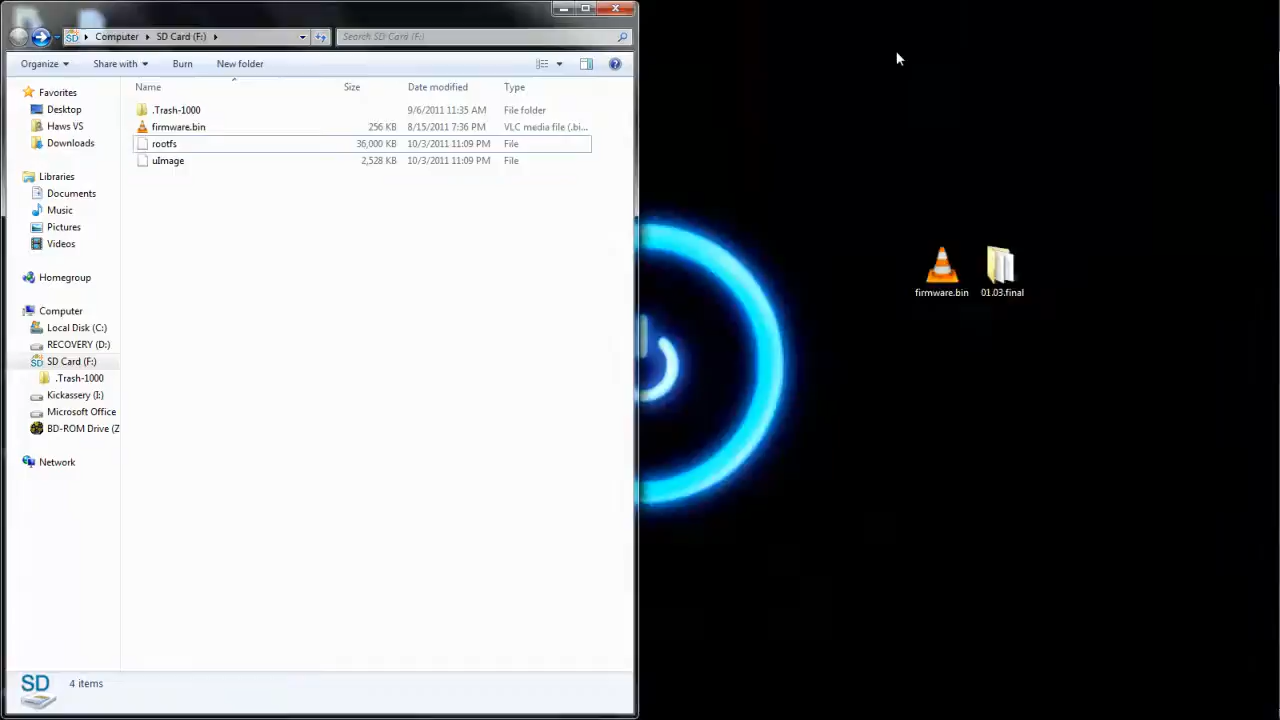 Computer SD Card (F:) Search SD Card (F:)
Organize Share with Burn New folder
Name Size Date modified Type
.Trash-1000 9/6/2011 11:35 AM File folder
firmware.bin 256 KB 8/15/2011 7:36 PM VLC media file (.bi...
rootfs 36,000 KB 10/3/2011 11:09 PM File
uImage 2,528 KB 10/3/2011 11:09 PM File
Favorites
Desktop
Haws VS
Downloads
Libraries
Documents
Music
Pictures
Videos
Homegroup
Computer
Local Disk (C:)
RECOVERY (D:)
SD Card (F:)
.Trash-1000
Kickassery (I:)
Microsoft Office
BD-ROM Drive (Z
Network
SD 4 items
firmware.bin 01.03.final